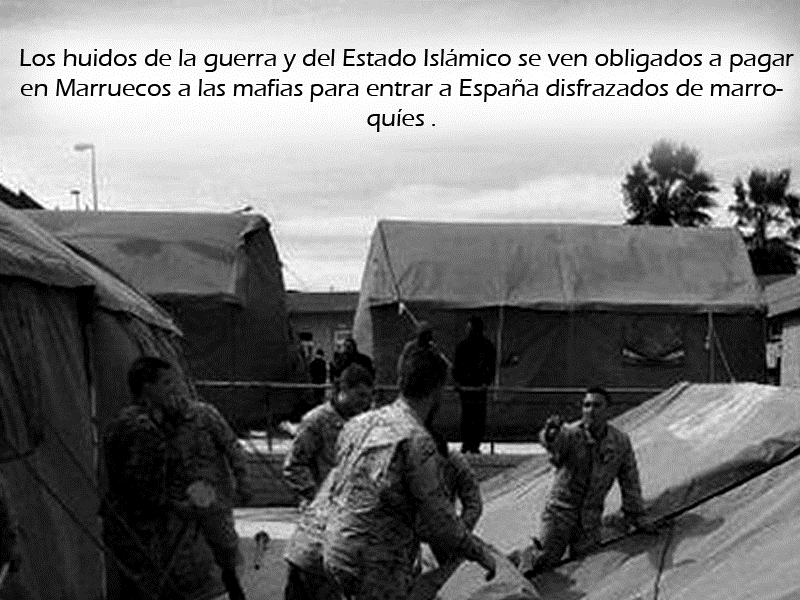 Los huidos de la guerra y del Estado Islámico se ven obligados a pagar
en Marruecos a las mafias para entrar a España disfrazados de marro-
quíes .